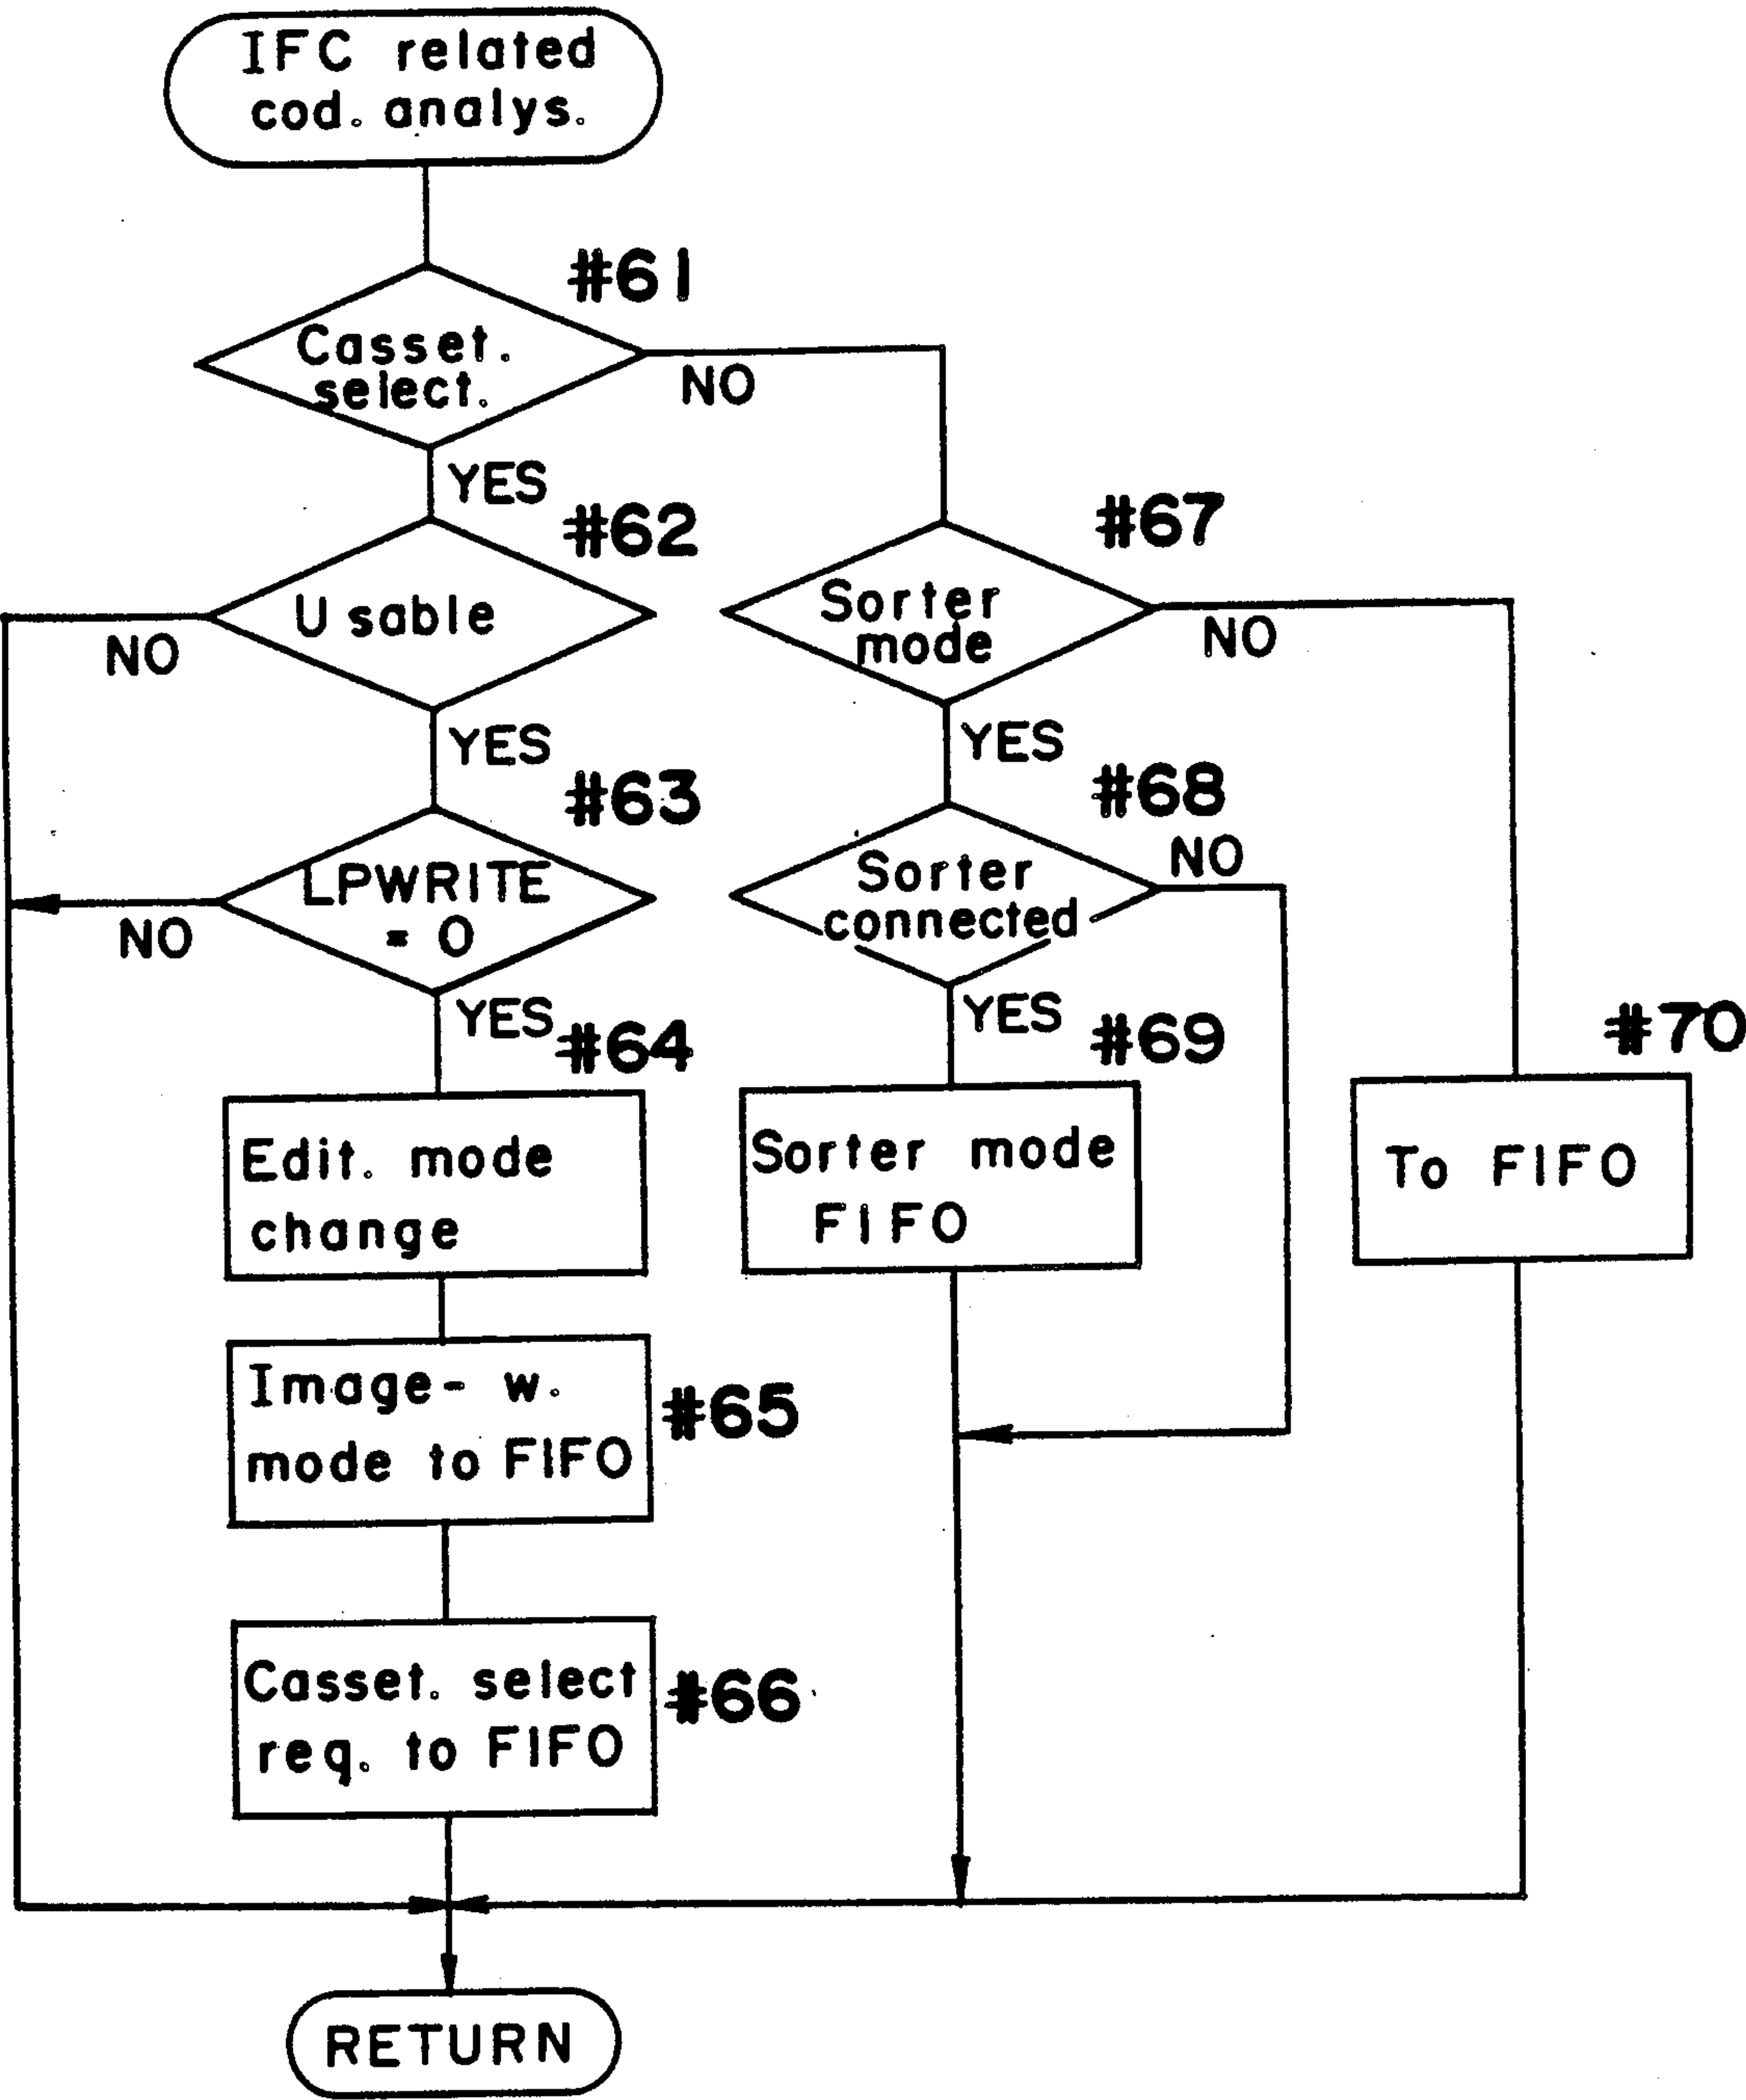 IFC related
cod. analys.
#61
Casset.
select.
NO
YES
#62
Usable
NO
YES
#63
LPWRITE
= 0
NO
YES
#64
Edit. mode
change
Image- w.
mode to FIFO
#65
Casset. select
req. to FIFO
#66
#67
Sorter
mode
NO
YES
#68
Sorter
connected
NO
YES
#69
Sorter mode
FIFO
#70
To FIFO
RETURN